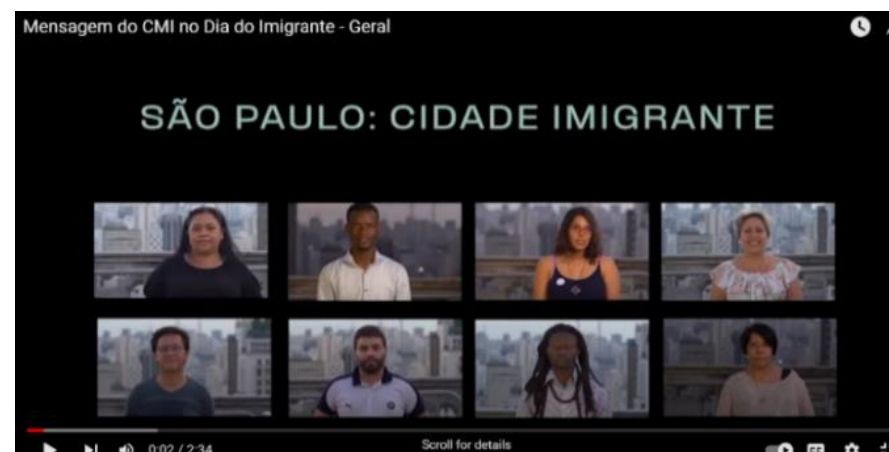 Mensagem do CMI no Dia do Imigrante - Geral
SÃO PAULO: CIDADE IMIGRANTE
0:02 / 2:34
Scroll for details